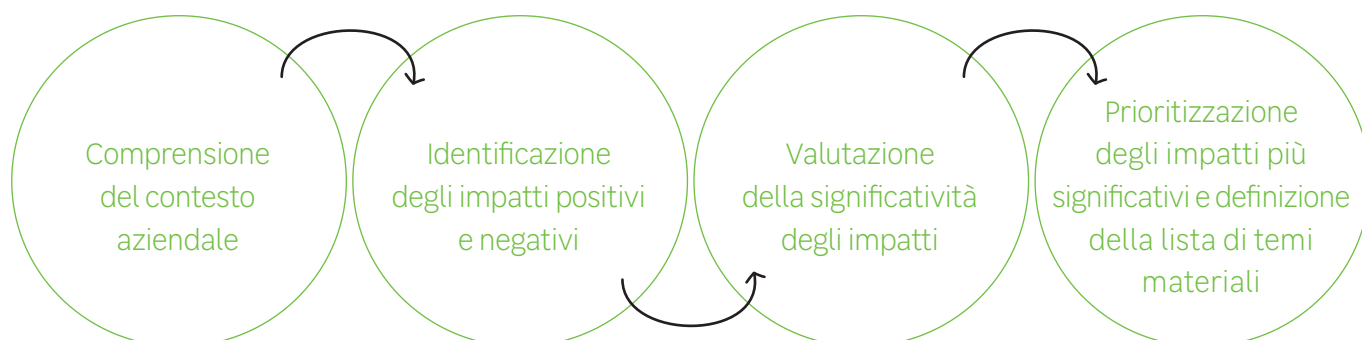 Comprensione
del contesto
aziendale
Identificazione
degli impatti positivi
e negativi
Valutazione
della significatività
degli impatti
Prioritizzazione
degli impatti più
significativi e definizione
della lista di temi
materiali